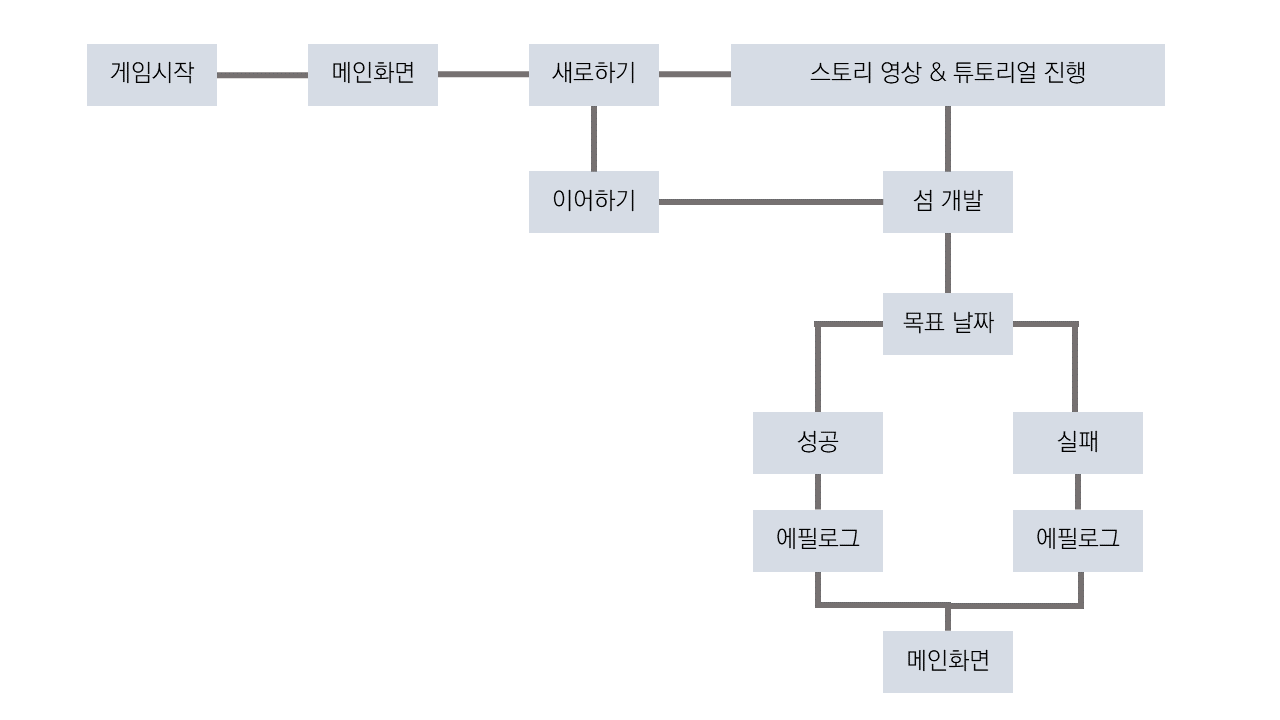 게임시작
메인화면
새로하기
스토리 영상 & 튜토리얼 진행
이어하기
섬 개발
목표 날짜
성공
실패
에필로그
에필로그
메인화면